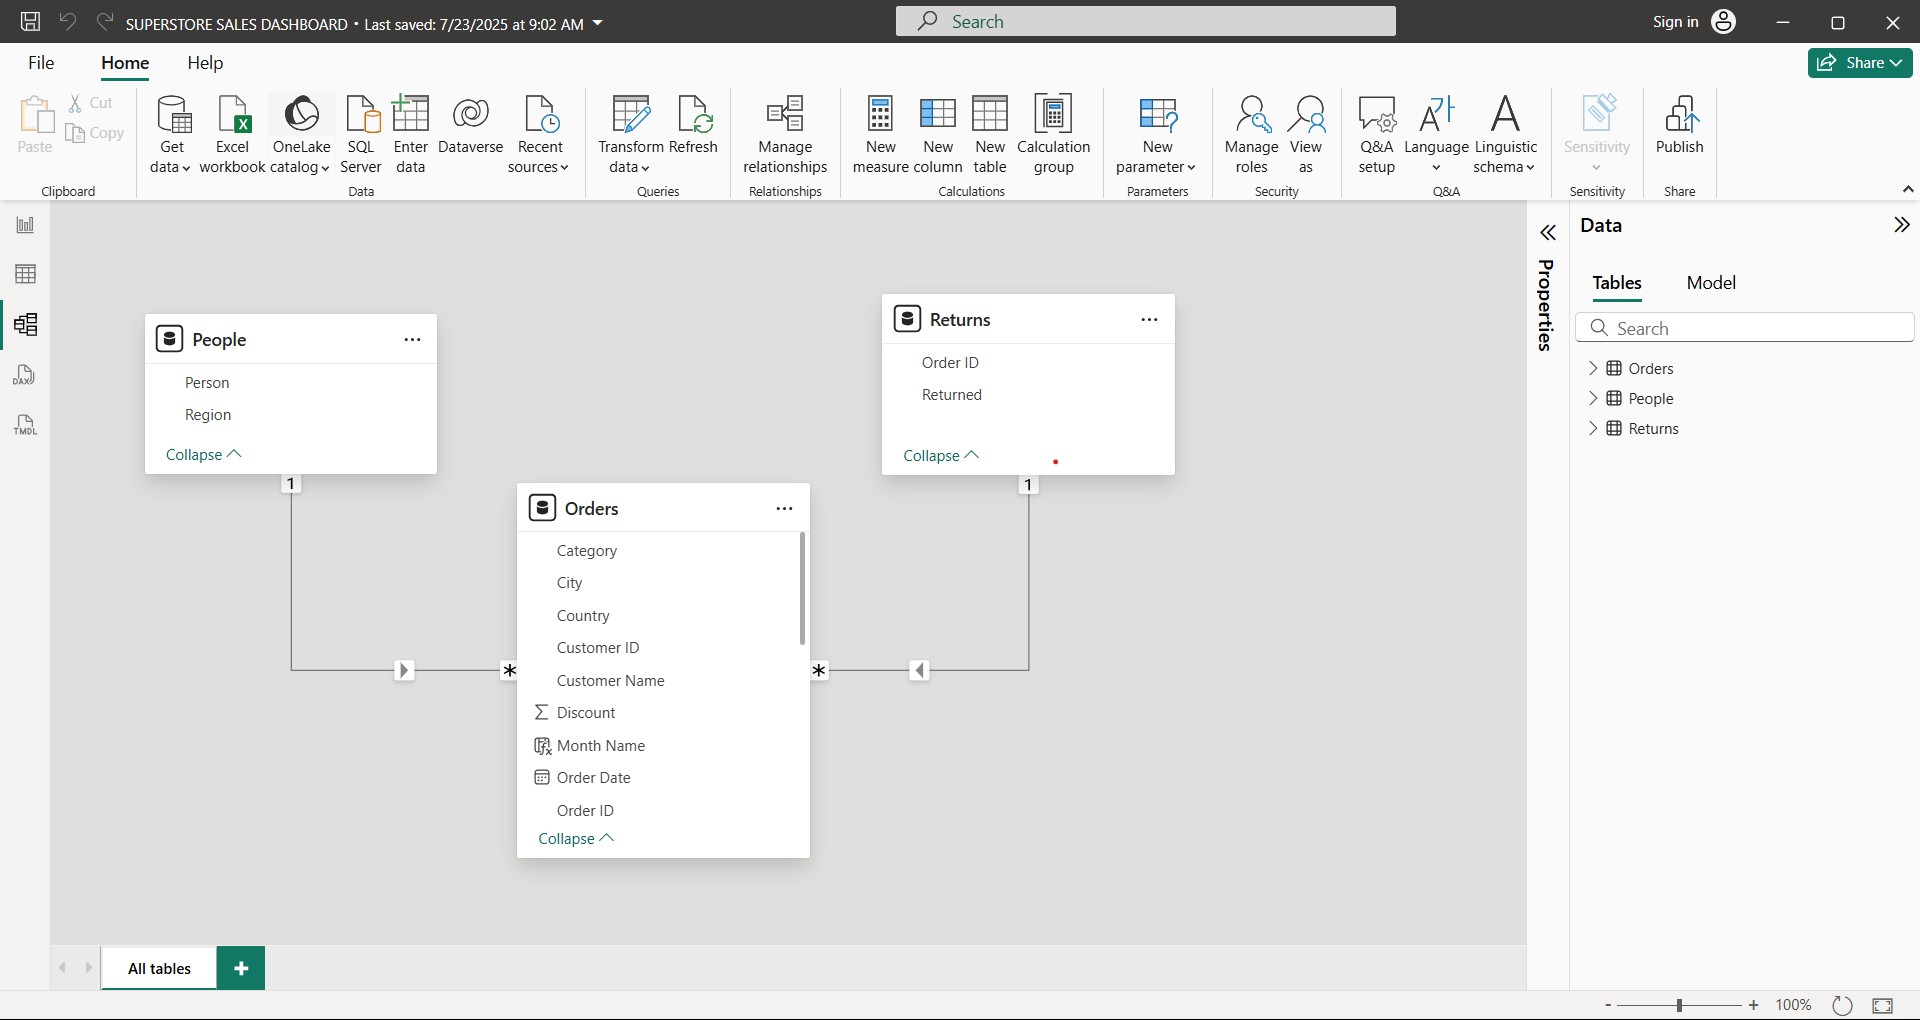 SUPERSTORE SALES DASHBOARD • Last saved: 7/23/2025 at 9:02 AM
Search
Sign in
File
Home
Help
Share
Paste
Cut
Copy
Clipboard
Get data
Excel workbook
OneLake catalog
SQL Server
Enter data
Dataverse
Recent sources
Data
Transform data
Refresh
Queries
Manage relationships
Relationships
New measure
New column
New table
Calculation group
Calculations
New parameter
Parameters
Manage roles
View as
Security
Q&A setup
Language
Linguistic schema
Q&A
Sensitivity
Sensitivity
Publish
Share
DAX
TMDL
People
Person
Region
Collapse
1
Returns
Order ID
Returned
Collapse
1
Orders
Category
City
Country
Customer ID
Customer Name
Discount
Month Name
Order Date
Order ID
Collapse
*
*
Properties
Data
Tables
Model
Search
Orders
People
Returns
All tables
+
- + 100%